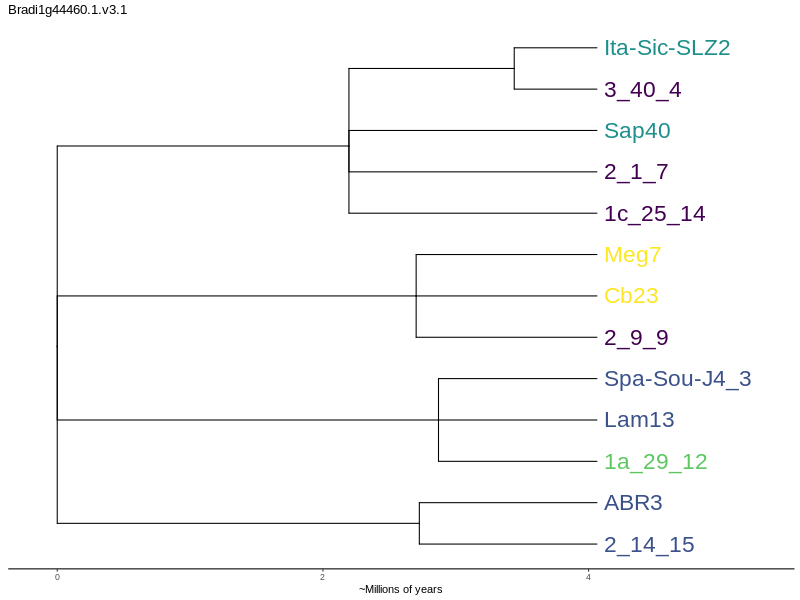 Bradi1g44460.1.v3.1
Ita-Sic-SLZ2
3_40_4
Sap40
2_1_7
1c_25_14
Meg7
Cb23
2_9_9
Spa-Sou-J4_3
Lam13
1a_29_12
ABR3
2_14_15
0 2 4
~Millions of years